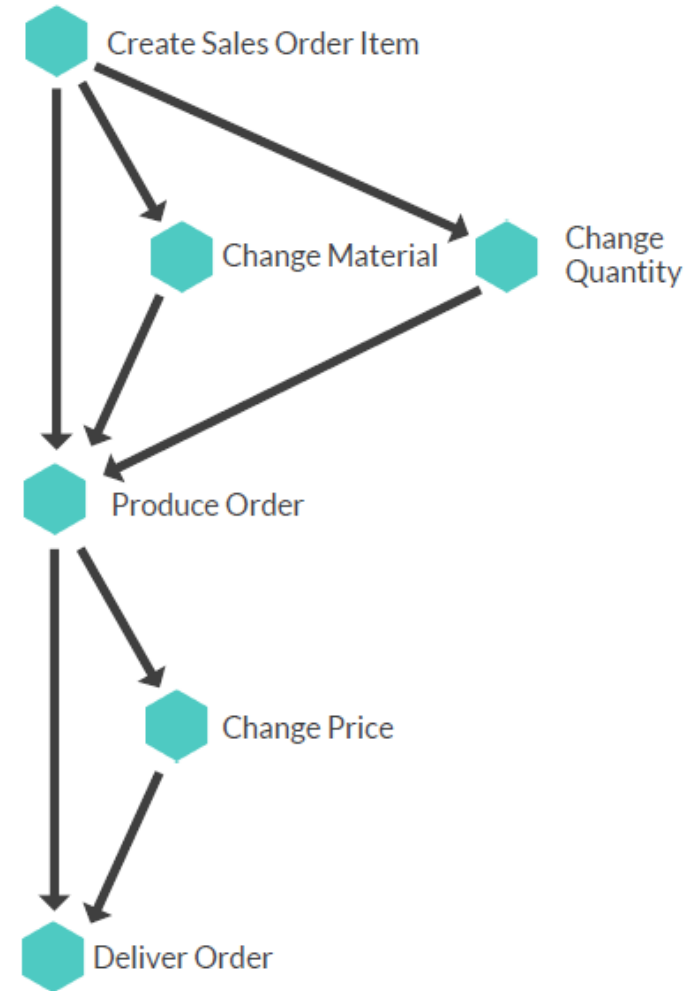 Create Sales Order Item
Change Material
Change
Quantity
Produce Order
Change Price
Deliver Order